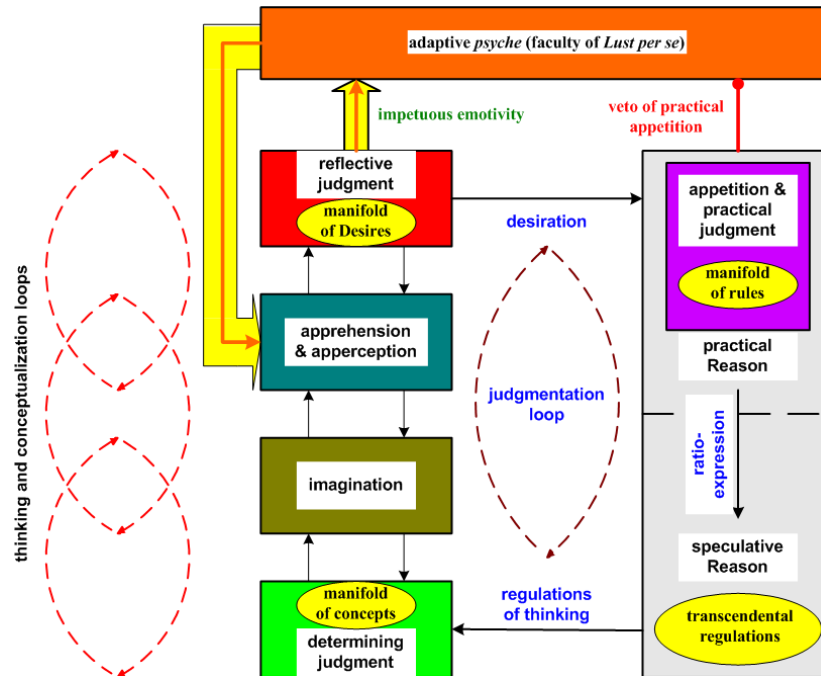 adaptive psyche (faculty of Lust per se)
impetuous emotivity
veto of practical
appetition
reflective
judgment
manifold
of Desires
desiration
appetition &
practical
judgment
manifold
of rules
practical
Reason
apprehension
& apperception
judgmentation
loop
ratio-
expression
imagination
thinking and conceptualization loops
speculative
Reason
regulations
of thinking
transcendental
regulations
manifold
of concepts
determining
judgment